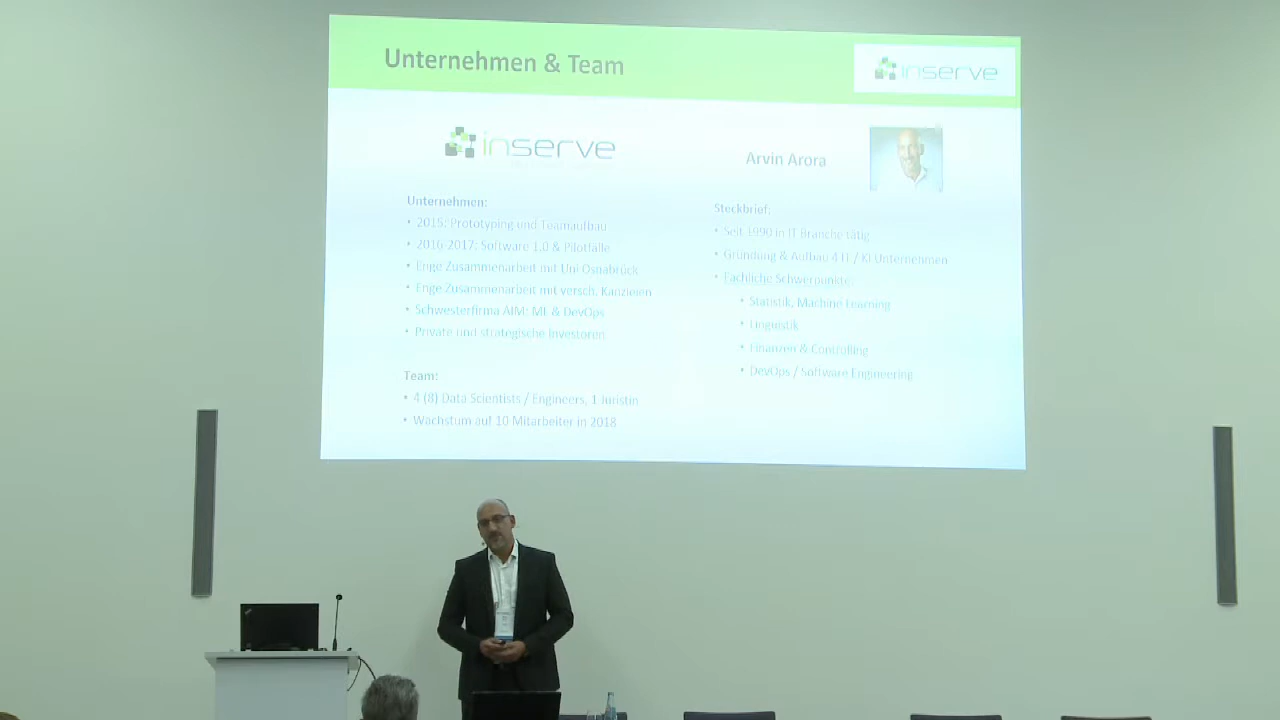 Unternehmen & Team
inserve
inserve
Unternehmen:
• 2015: Prototyping und Teamaufbau
• 2016-2017: Software 1.0 & Pilotfälle
• Enge Zusammenarbeit mit Uni Osnabrück
• Enge Zusammenarbeit mit versch. Kanzleien
• Schwesterfirma AIM: ML & DevOps
• Private und strategische Investoren
Team:
• 4 (8) Data Scientists / Engineers, 1 Juristin
• Wachstum auf 10 Mitarbeiter in 2018
Arvin Arora
Steckbrief:
• Seit 1990 in IT Branche tätig
• Gründung & Aufbau 4 IT / KI Unternehmen
• Fachliche Schwerpunkte:
• Statistik, Machine Learning
• Linguistik
• Finanzen & Controlling
• DevOps / Software Engineering